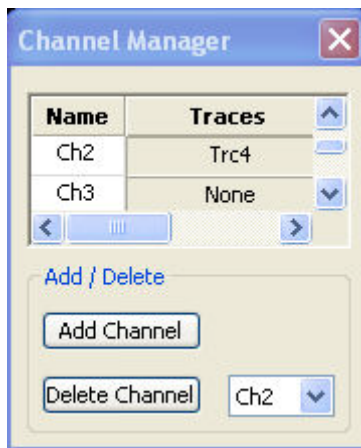 Channel Manager
Name Traces
Ch2 Trc4
Ch3 None
Add / Delete
Add Channel
Delete Channel Ch2